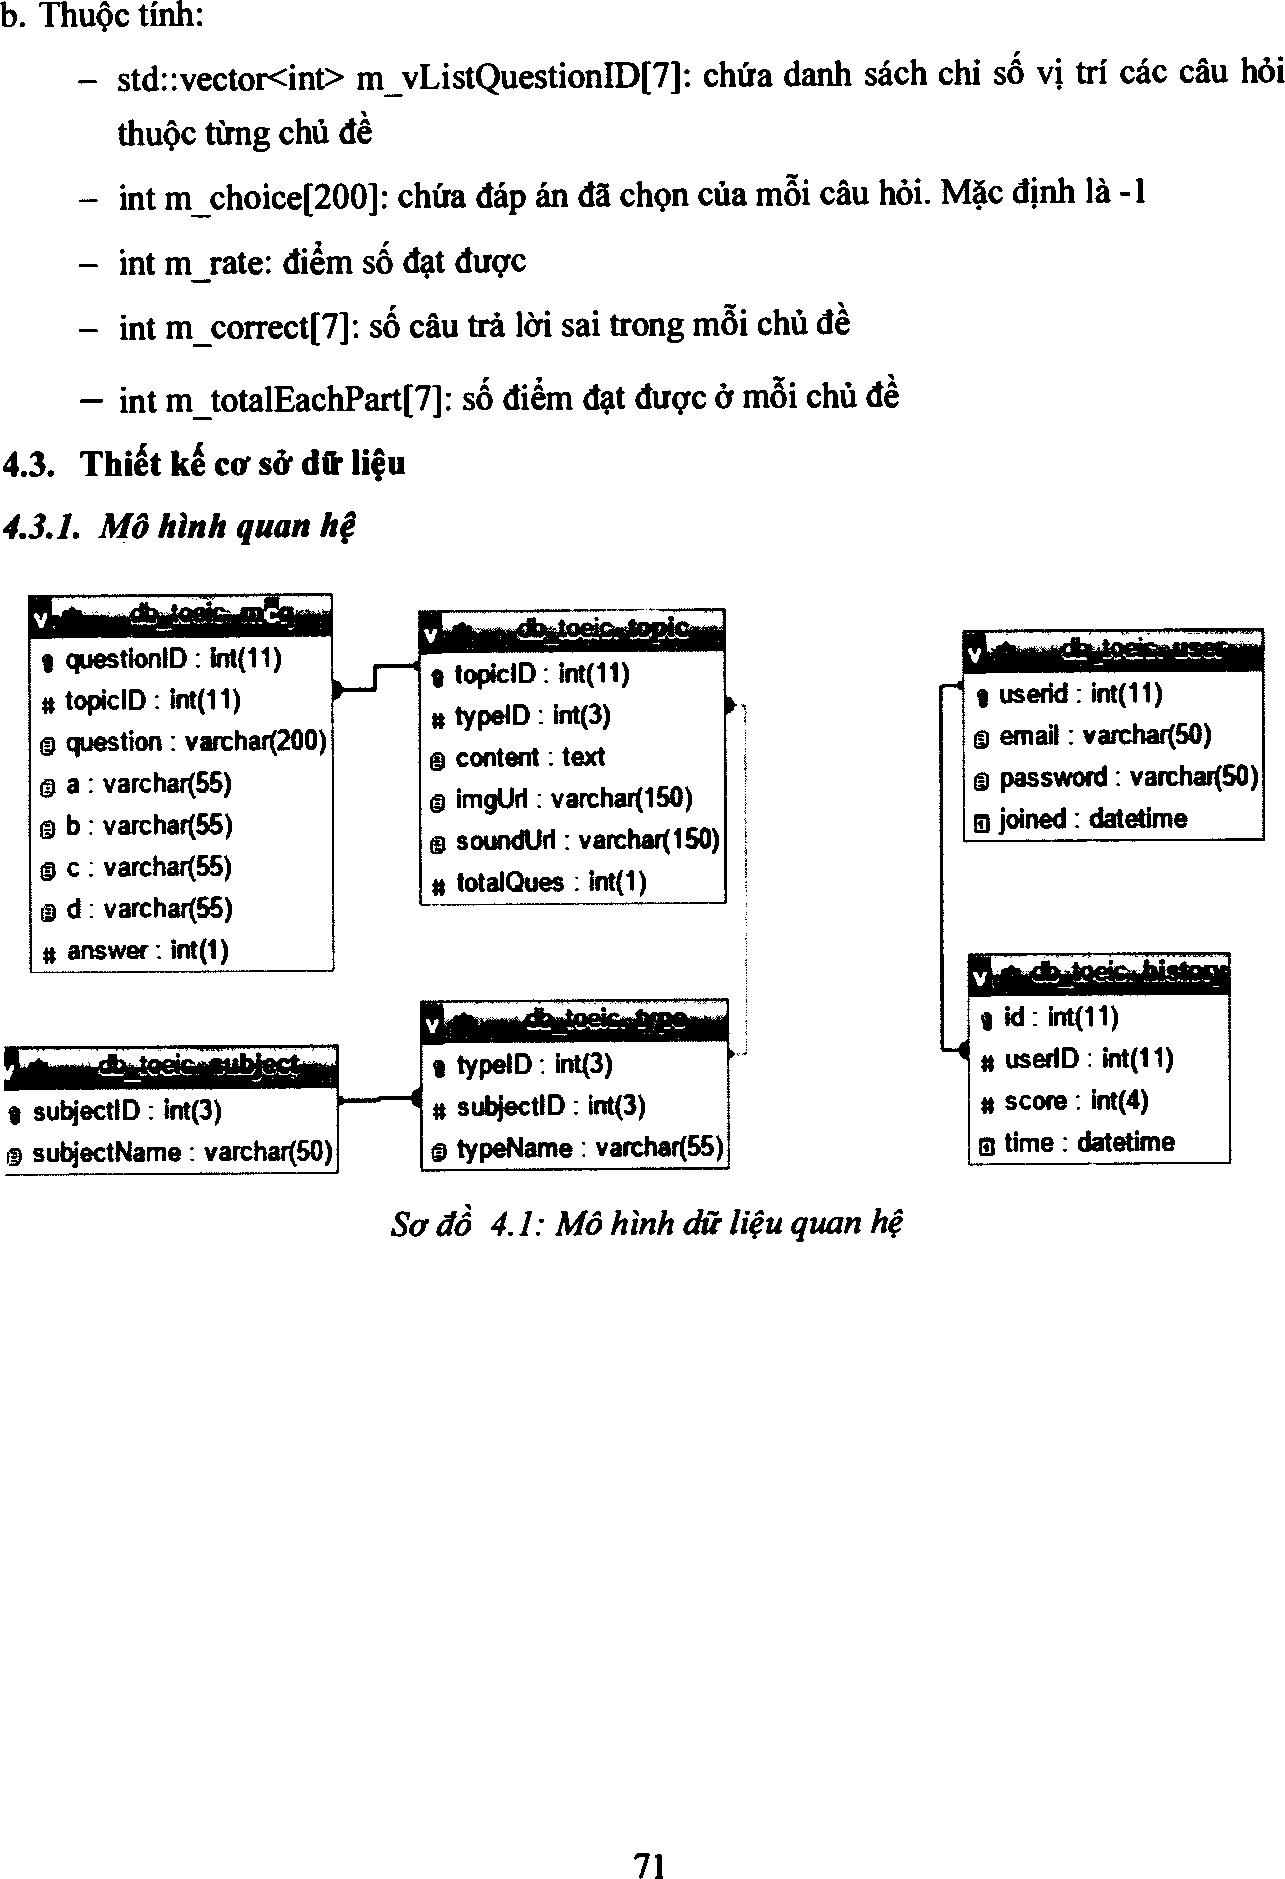 b. Thuộc tính:
– std::vector<int> m_vListQuestionID[7]: chứa danh sách chỉ số vị trí các câu hỏi
thuộc từng chủ đề
– int m_choice[200]: chứa đáp án đã chọn của mỗi câu hỏi. Mặc định là -1
– int m_rate: điểm số đạt được
– int m_correct[7]: số câu trả lời sai trong mỗi chủ đề
– int m_totalEachPart[7]: số điểm đạt được ở mỗi chủ đề
4.3. Thiết kế cơ sở dữ liệu
4.3.1. Mô hình quan hệ
db_toeic_mcq
questionID : int(11)
# topicID : int(11)
question : varchar(200)
a : varchar(55)
b : varchar(55)
c : varchar(55)
d : varchar(55)
# answer : int(1)
db_toeic_topic
topicID : int(11)
# typeID : int(3)
content : text
imgUrl : varchar(150)
soundUrl : varchar(150)
# totalQues : int(1)
db_toeic_user
userid : int(11)
email : varchar(50)
password : varchar(50)
joined : datetime
db_toeic_subject
subjectID : int(3)
subjectName : varchar(50)
db_toeic_type
typeID : int(3)
# subjectID : int(3)
typeName : varchar(55)
db_toeic_history
id : int(11)
# userID : int(11)
# score : int(4)
time : datetime
Sơ đồ 4.1: Mô hình dữ liệu quan hệ
71